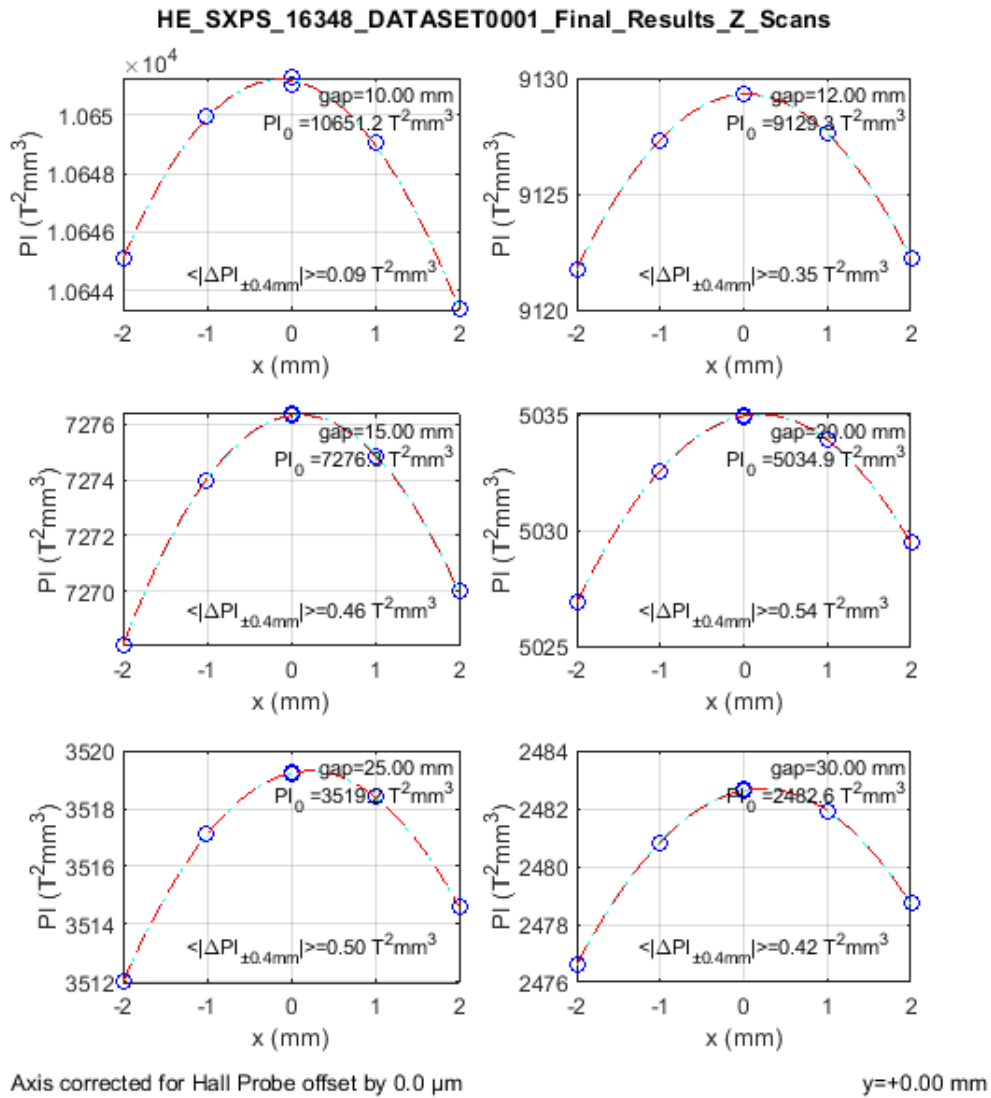 HE_SXPS_16348_DATASET0001_Final_Results_Z_Scans
×10⁴
gap=10.00 mm
PI₀ =10651.2 T²mm³
<|ΔPI±0.4mm|>=0.09 T²mm³
1.065
1.0648
1.0646
1.0644
PI (T²mm³)
-2 -1 0 1 2
x (mm)
gap=12.00 mm
PI₀ =9129.3 T²mm³
<|ΔPI±0.4mm|>=0.35 T²mm³
9130
9125
9120
PI (T²mm³)
-2 -1 0 1 2
x (mm)
gap=15.00 mm
PI₀ =7276.3 T²mm³
<|ΔPI±0.4mm|>=0.46 T²mm³
7276
7274
7272
7270
PI (T²mm³)
-2 -1 0 1 2
x (mm)
gap=20.00 mm
PI₀ =5034.9 T²mm³
<|ΔPI±0.4mm|>=0.54 T²mm³
5035
5030
5025
PI (T²mm³)
-2 -1 0 1 2
x (mm)
gap=25.00 mm
PI₀ =3519.2 T²mm³
<|ΔPI±0.4mm|>=0.50 T²mm³
3520
3518
3516
3514
3512
PI (T²mm³)
-2 -1 0 1 2
x (mm)
gap=30.00 mm
PI₀ =2482.6 T²mm³
<|ΔPI±0.4mm|>=0.42 T²mm³
2484
2482
2480
2478
2476
PI (T²mm³)
-2 -1 0 1 2
x (mm)
Axis corrected for Hall Probe offset by 0.0 µm
y=+0.00 mm